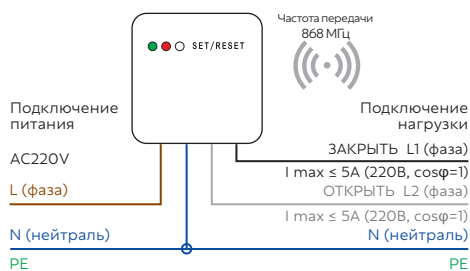 Частота передачи
868 МГц
SET/RESET
Подключение
питания
AC220V
L (фаза)
N (нейтраль)
PE
Подключение
нагрузки
ЗАКРЫТЬ L1 (фаза)
I max ≤ 5A (220В, cosφ=1)
ОТКРЫТЬ L2 (фаза)
I max ≤ 5A (220В, cosφ=1)
N (нейтраль)
PE